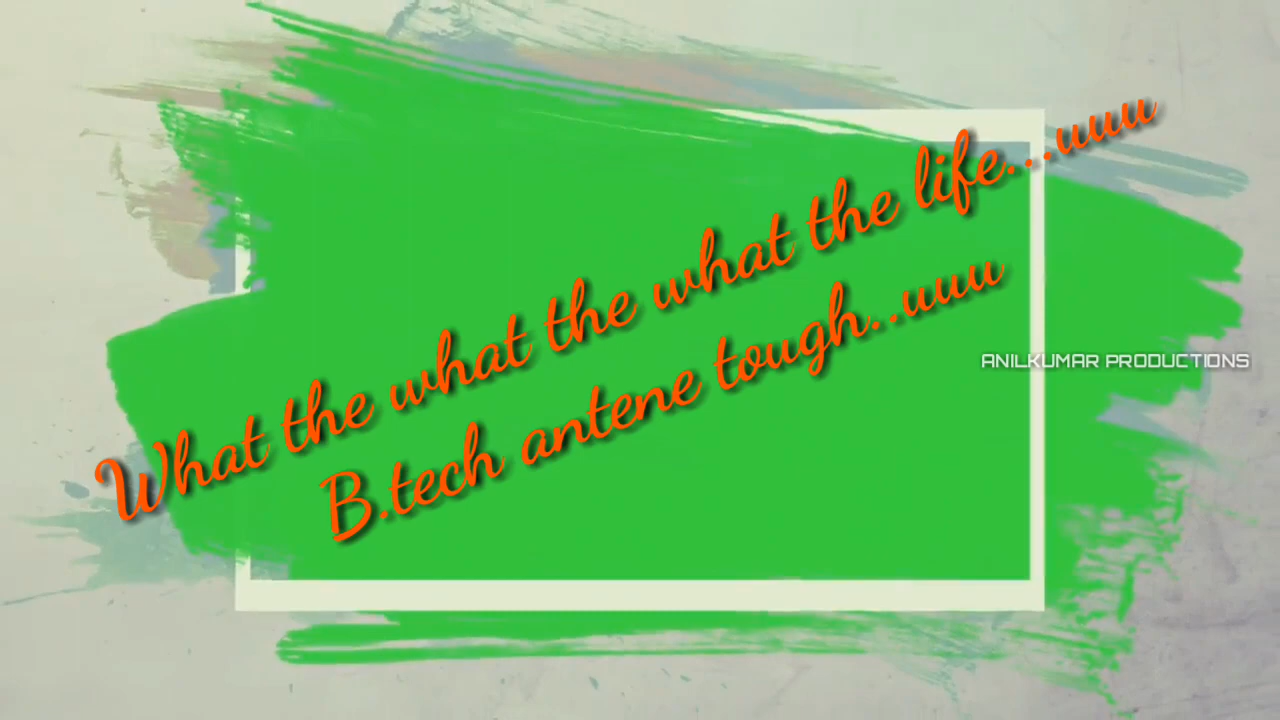 What the what the what the life...uuu
B.tech antene tough..uuu
ANILKUMAR PRODUCTIONS